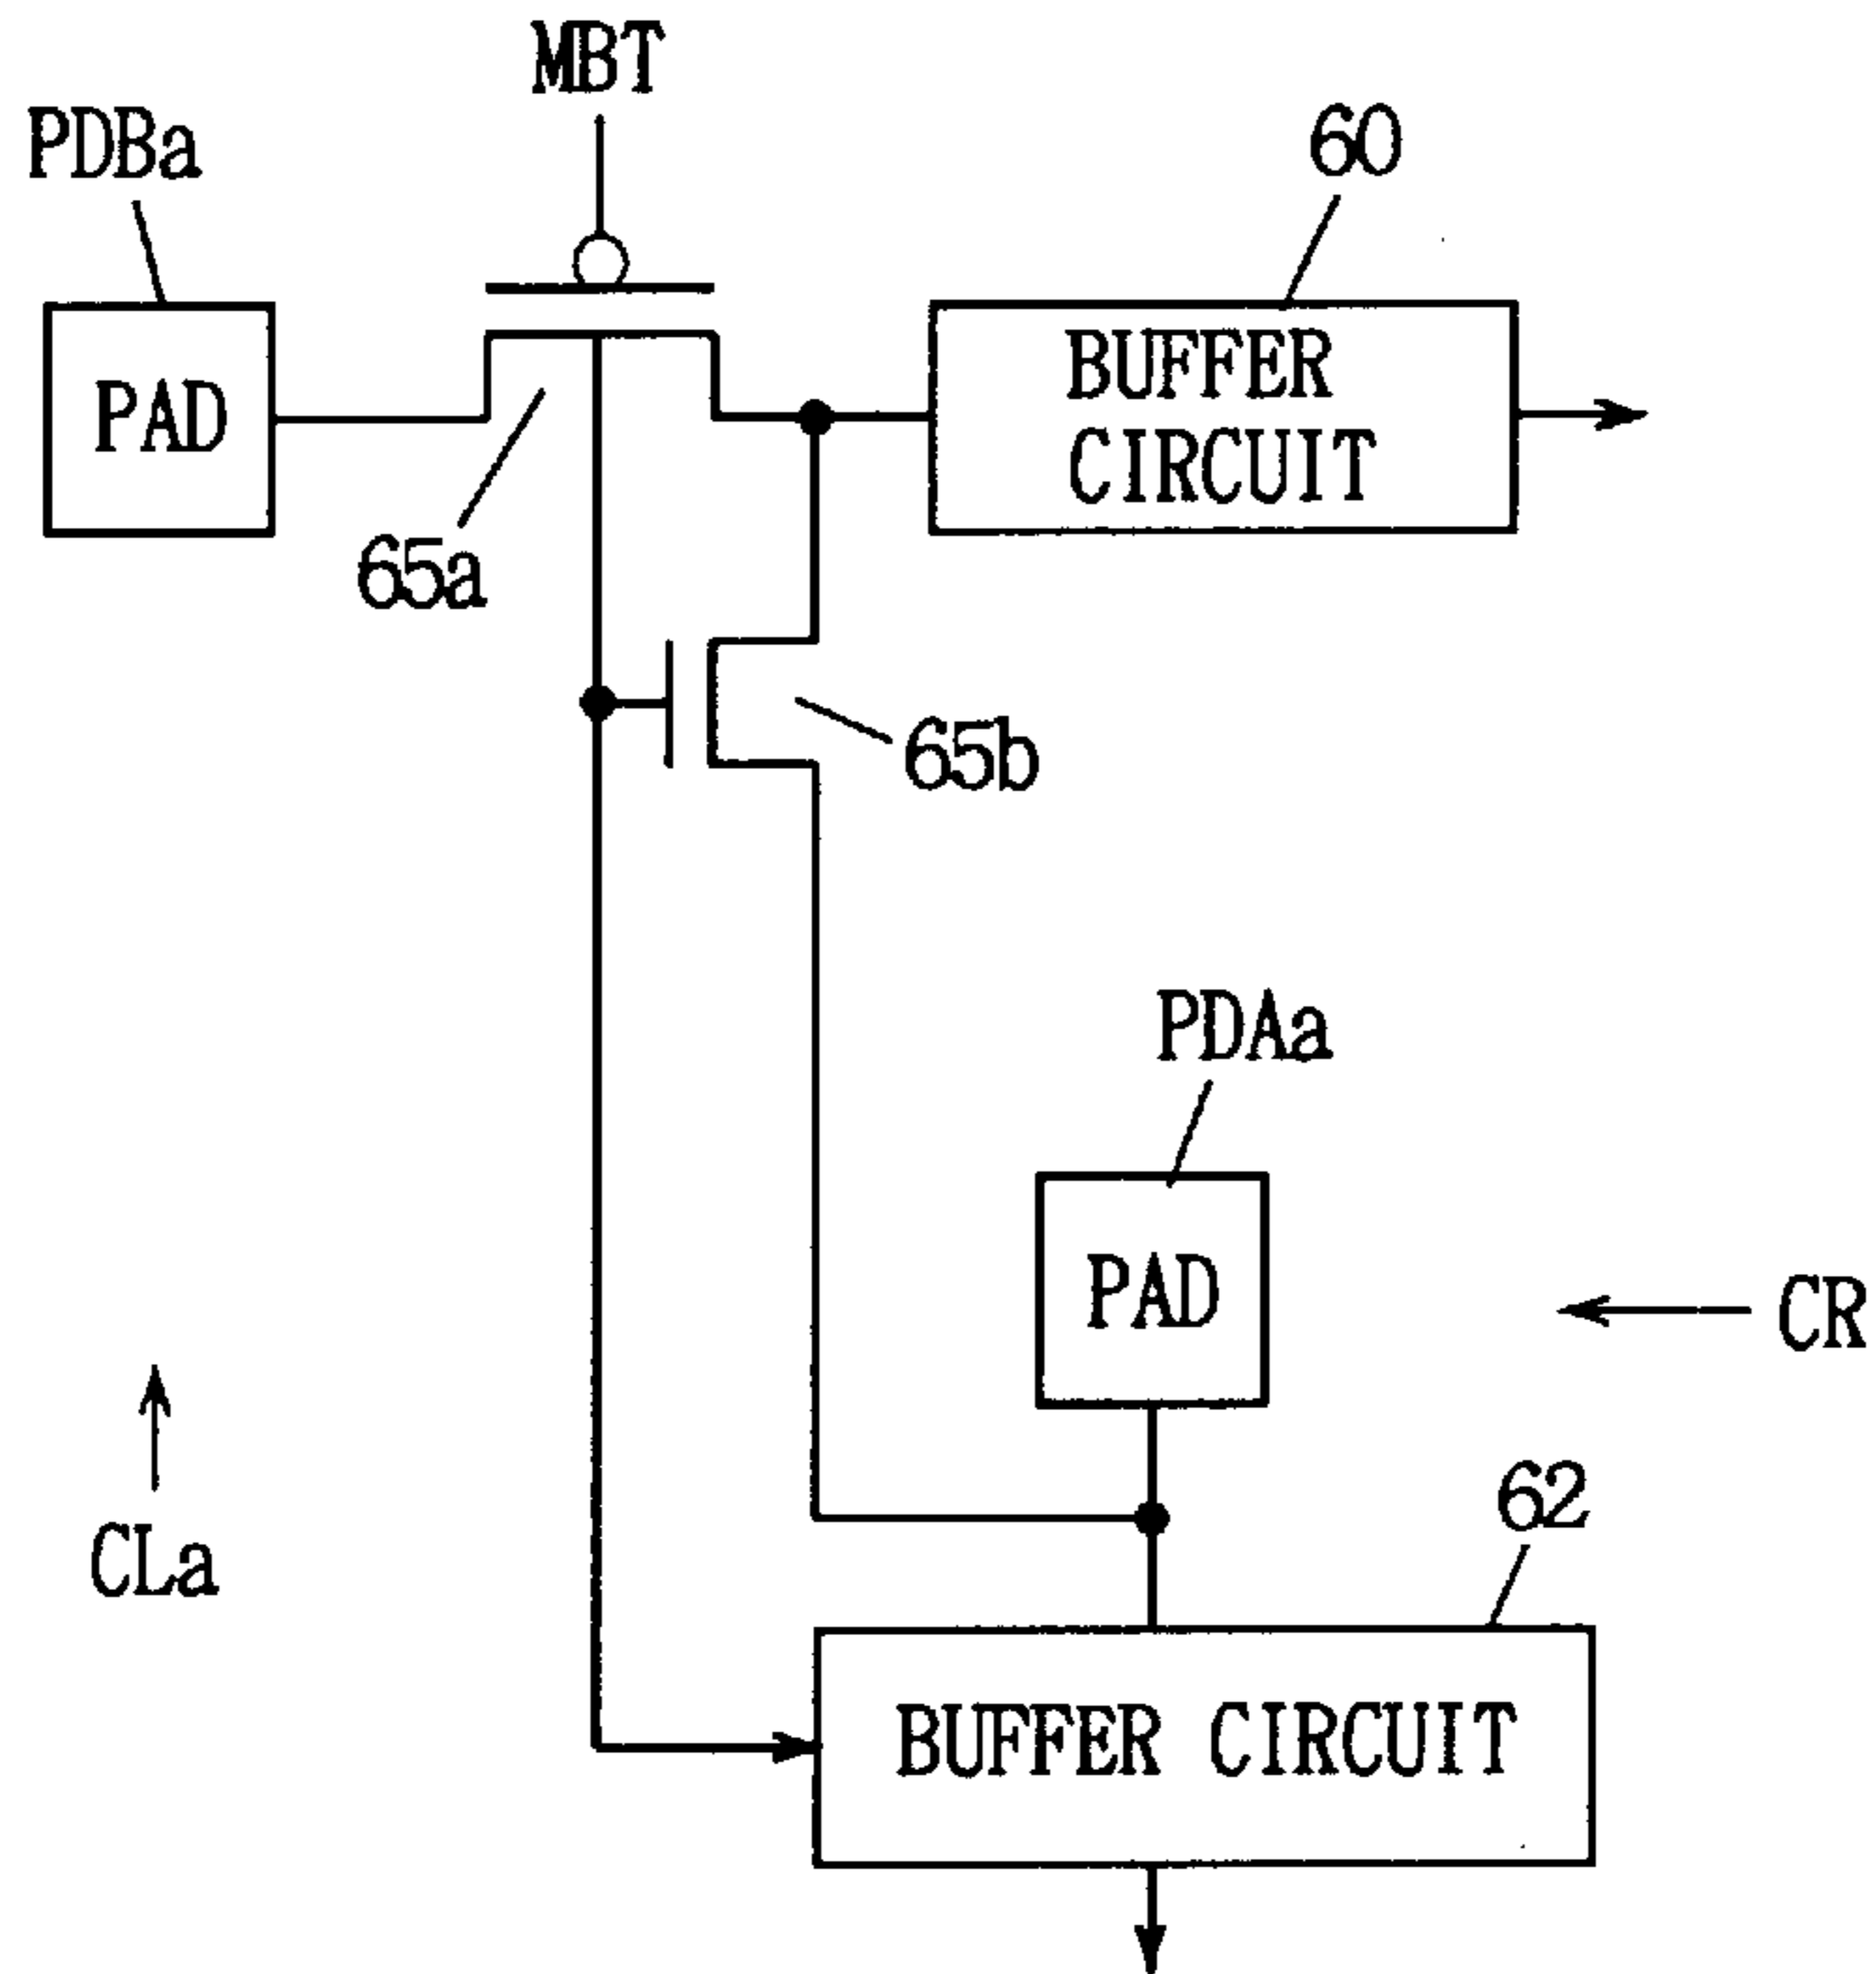 MBT
PDBa
60
PAD
BUFFER
CIRCUIT
65a
65b
PDAa
PAD
CR
CLa
62
BUFFER CIRCUIT